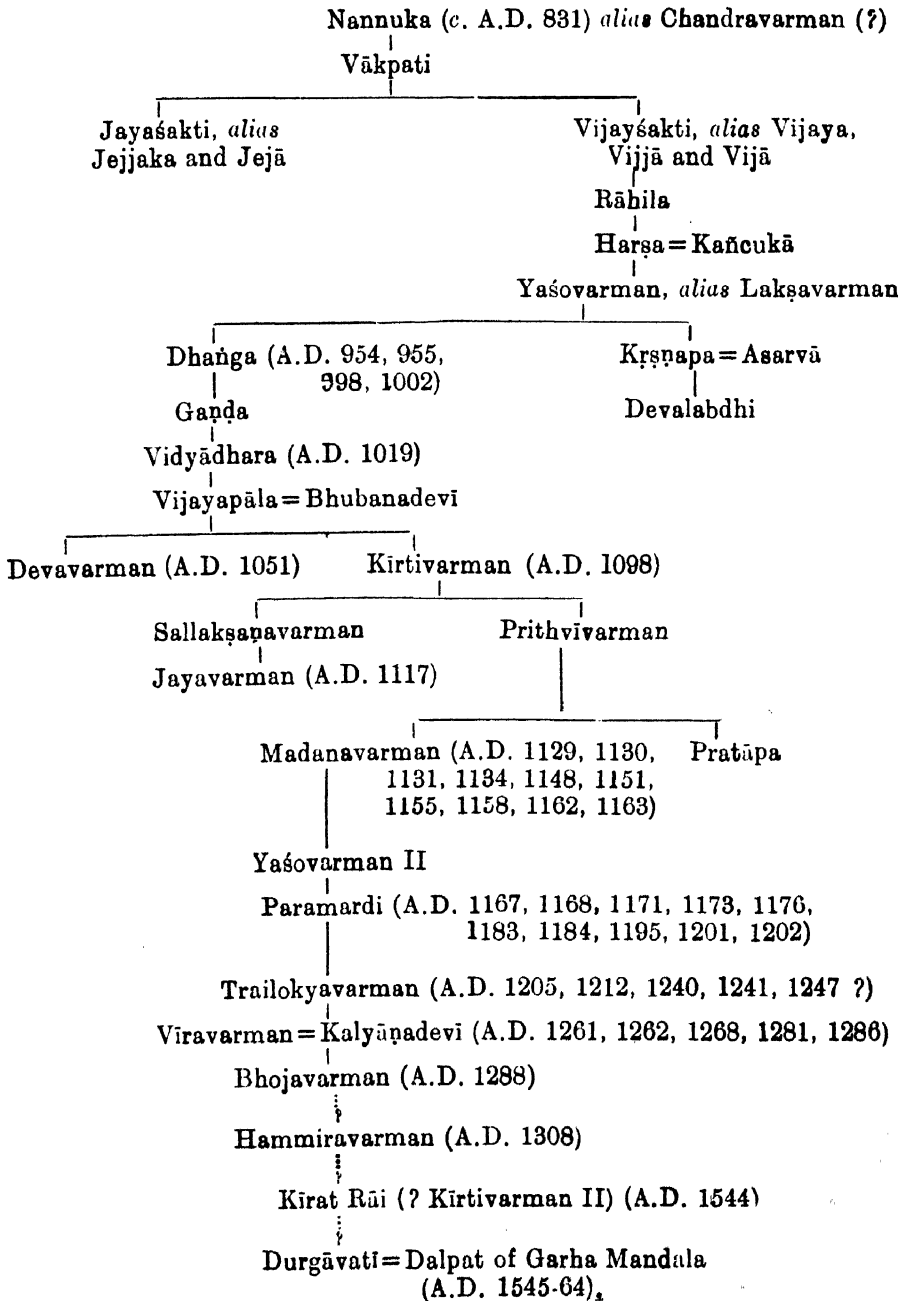 Nannuka (c. A.D. 831) alias Chandravarman (?)
Vākpati
Jayaśakti, alias
Jejjaka and Jejā
Vijayśakti, alias Vijaya,
Vijjā and Vijā
Rāhila
Harṣa=Kañcukā
Yaśovarman, alias Lakṣavarman
Dhaṅga (A.D. 954, 955,
998, 1002)
Kṛṣṇapa=Asarvā
Devalabdhi
Gaṇḍa
Vidyādhara (A.D. 1019)
Vijayapāla=Bhubanadevī
Devavarman (A.D. 1051)
Kīrtivarman (A.D. 1098)
Sallakṣaṇavarman
Prithvīvarman
Jayavarman (A.D. 1117)
Madanavarman (A.D. 1129, 1130,
1131, 1134, 1148, 1151,
1155, 1158, 1162, 1163)
Pratāpa
Yaśovarman II
Paramardi (A.D. 1167, 1168, 1171, 1173, 1176,
1183, 1184, 1195, 1201, 1202)
Trailokyavarman (A.D. 1205, 1212, 1240, 1241, 1247 ?)
Vīravarman=Kalyāṇadevī (A.D. 1261, 1262, 1268, 1281, 1286)
Bhojavarman (A.D. 1288)
?
Hammiravarman (A.D. 1308)
?
Kīrat Rāi (? Kīrtivarman II) (A.D. 1544)
?
Durgāvatī=Dalpat of Garha Mandala
(A.D. 1545-64).